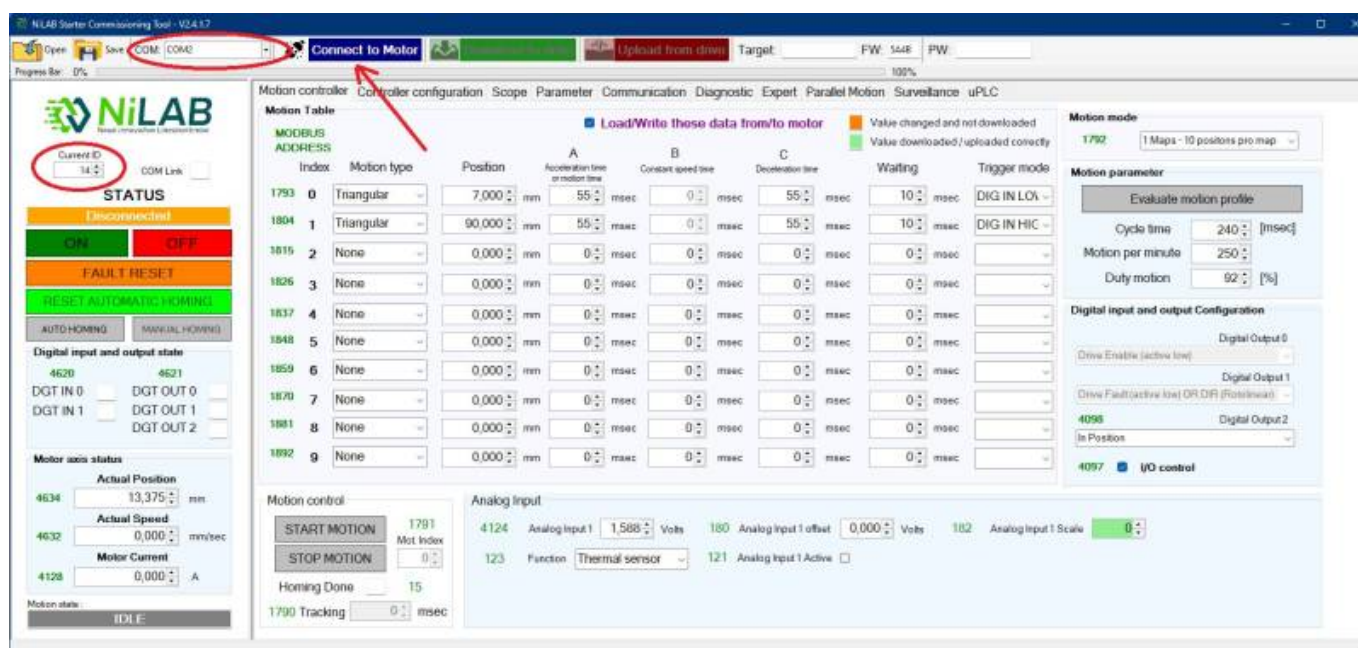 NiLAB Starter Commissioning Tool - V2.4.1.7
Open Save COM: COM2 Connect to Motor Upload from drive Target: FW: 544B PW:
Progress Bar: 0% 100%
NiLAB
Current ID
14 COM Link
STATUS
Disconnected
ON OFF
FAULT RESET
RESET AUTOMATIC HOMING
AUTO HOMING MANUAL HOMING
Digital input and output state
4620 4621
DGT IN 0 DGT OUT 0
DGT IN 1 DGT OUT 1
DGT OUT 2
Motor axis status
Actual Position
4634 13,375 mm
Actual Speed
4632 0,000 mm/sec
Motor Current
4128 0,000 A
Motion state
IDLE
Motion controller Controller configuration Scope Parameter Communication Diagnostic Expert Parallel Motion Surveilance uPLC
Motion Table
Load/Write these data from/to motor
Value changed and not downloaded
Value downloaded / uploaded correctly
MODBUS
ADDRESS
A B C
Index Motion type Position Acceleration time or motion time Constant speed time Deceleration time Waiting Trigger mode
1793 0 Triangular 7,000 mm 55 msec 0 msec 55 msec 10 msec DIG IN LOV
1804 1 Triangular 90,000 mm 55 msec 0 msec 55 msec 10 msec DIG IN HIC
1815 2 None 0,000 mm 0 msec 0 msec 0 msec 0 msec
1826 3 None 0,000 mm 0 msec 0 msec 0 msec 0 msec
1837 4 None 0,000 mm 0 msec 0 msec 0 msec 0 msec
1848 5 None 0,000 mm 0 msec 0 msec 0 msec 0 msec
1859 6 None 0,000 mm 0 msec 0 msec 0 msec 0 msec
1870 7 None 0,000 mm 0 msec 0 msec 0 msec 0 msec
1881 8 None 0,000 mm 0 msec 0 msec 0 msec 0 msec
1892 9 None 0,000 mm 0 msec 0 msec 0 msec 0 msec
Motion control
START MOTION 1791
Mot Index
STOP MOTION 0
Homing Done 15
1790 Tracking 0 msec
Analog Input
4124 Analog Input 1 1,588 Volts 180 Analog Input 1 offset 0,000 Volts 182 Analog Input 1 Scale 0
123 Function Thermal sensor 121 Analog Input 1 Active
Motion mode
1792 1 Maps - 10 positons pro map
Motion parameter
Evaluate motion profile
Cycle time 240 [msec]
Motion per minute 250
Duty motion 92 [%]
Digital input and output Configuration
Digital Output 0
Drive Enable (active low)
Digital Output 1
Drive Fault(active low) OR DIR (Rotolinear)
4098 Digital Output 2
In Position
4097 I/O control